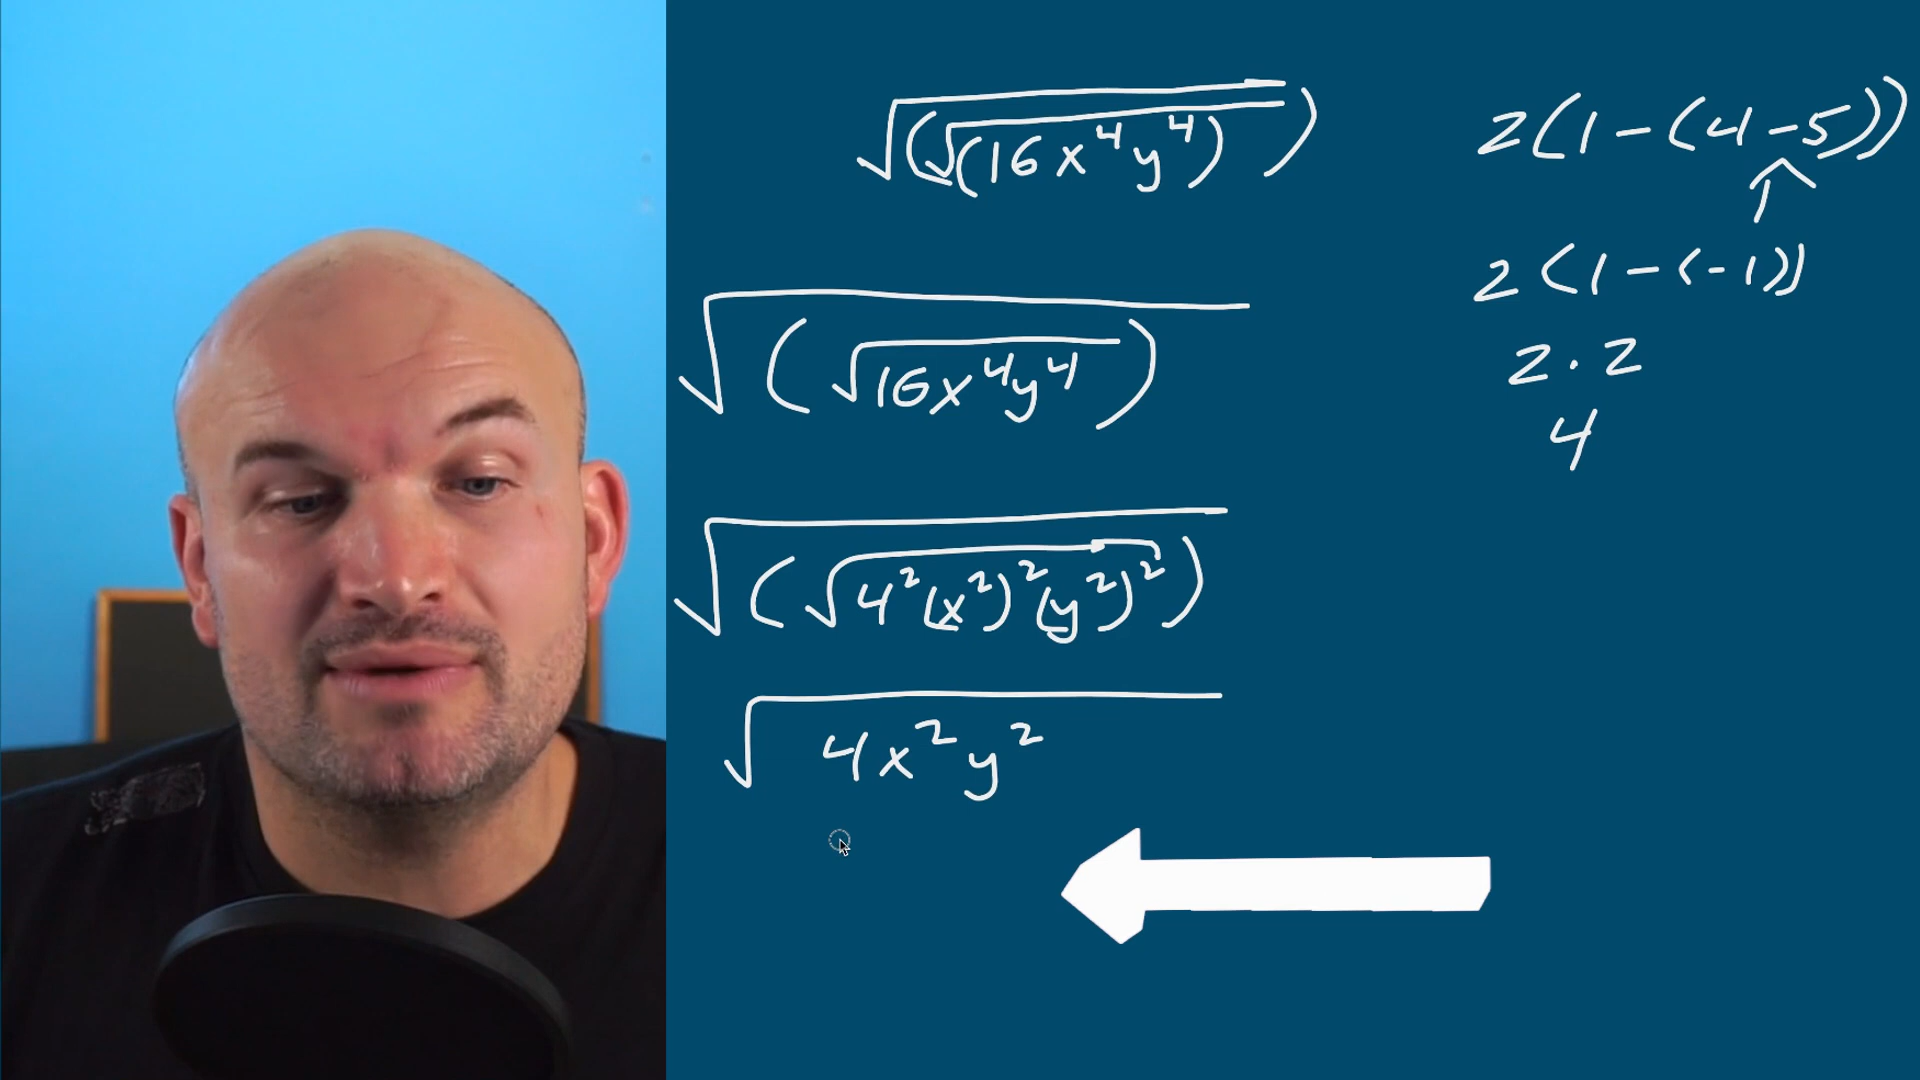 √(√(16x⁴y⁴))
√(√16x⁴y⁴)
√(√4²(x²)²(y²)²)
√4x²y²
2(1-(4-5))
2(1-(-1))
2·2
4